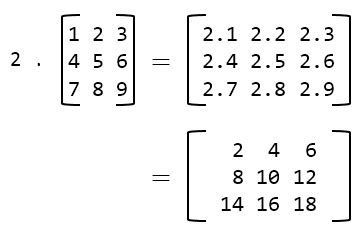 2 . [1 2 3] = [2.1 2.2 2.3]
[4 5 6] [2.4 2.5 2.6]
[7 8 9] [2.7 2.8 2.9]
= [2 4 6]
[8 10 12]
[14 16 18]